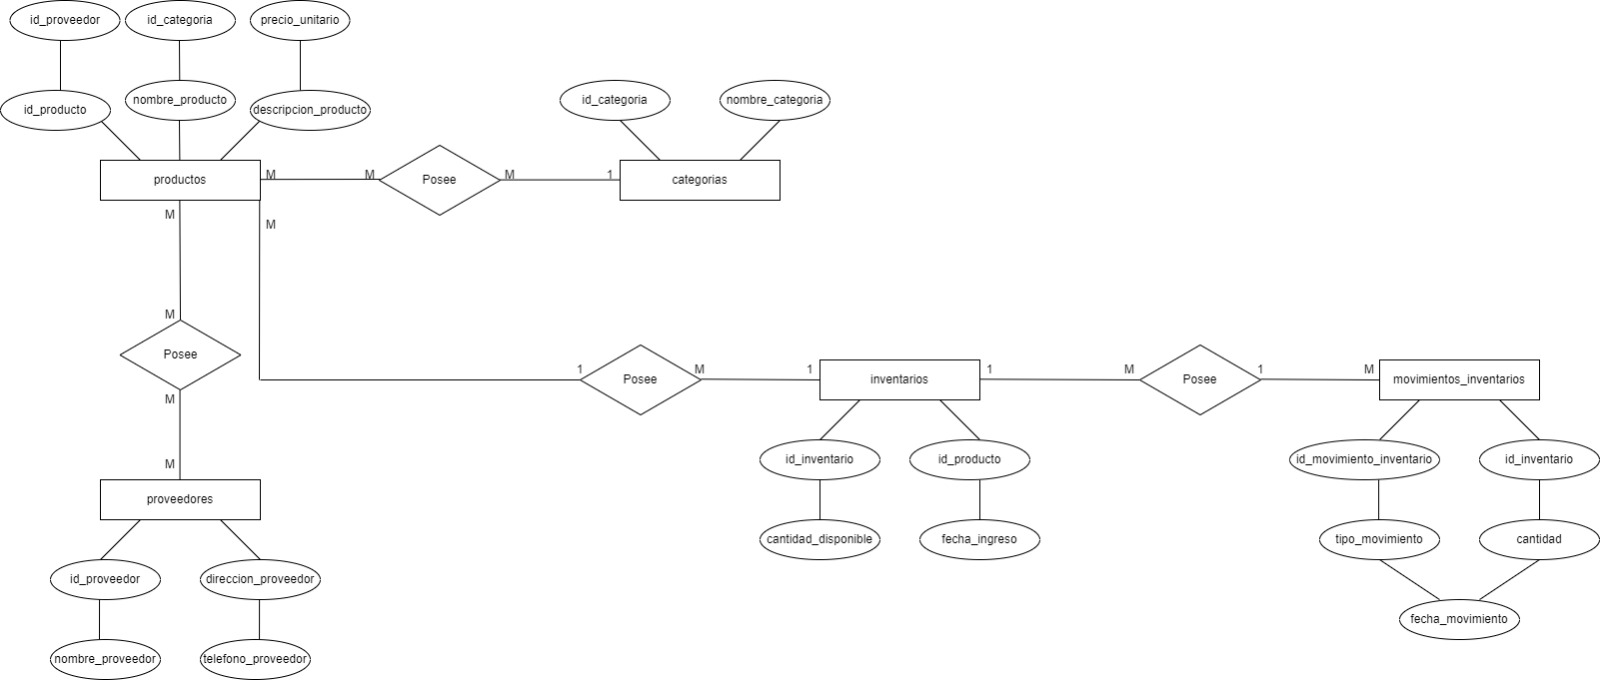 id_proveedor
id_categoria
precio_unitario
id_producto
nombre_producto
descripcion_producto
id_categoria
nombre_categoria
productos
M
M
Posee
M
1
categorias
M
M
M
Posee
M
M
proveedores
id_proveedor
direccion_proveedor
nombre_proveedor
telefono_proveedor
1
Posee
M
1
inventarios
1
M
Posee
1
M
movimientos_inventarios
id_inventario
id_producto
cantidad_disponible
fecha_ingreso
id_movimiento_inventario
id_inventario
tipo_movimiento
cantidad
fecha_movimiento